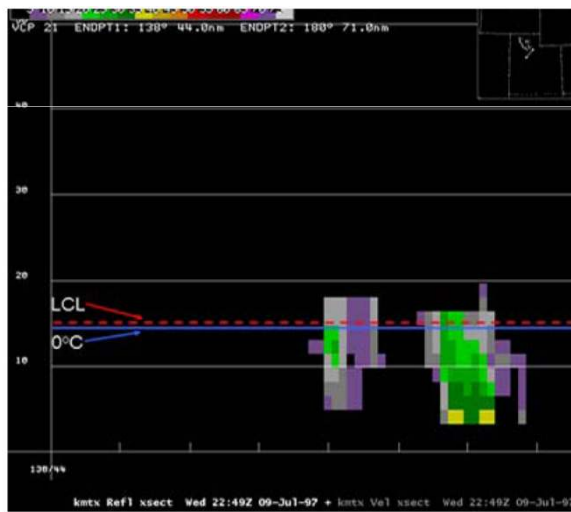 VCP 21 ENDPT1: 138° 44.0nm ENDPT2: 180° 71.0nm
40
30
20
LCL
0°C
10
138/44
kmtx Refl xsect Wed 22:49Z 09-Jul-97 + kmtx Vel xsect Wed 22:49Z 09-Jul-97